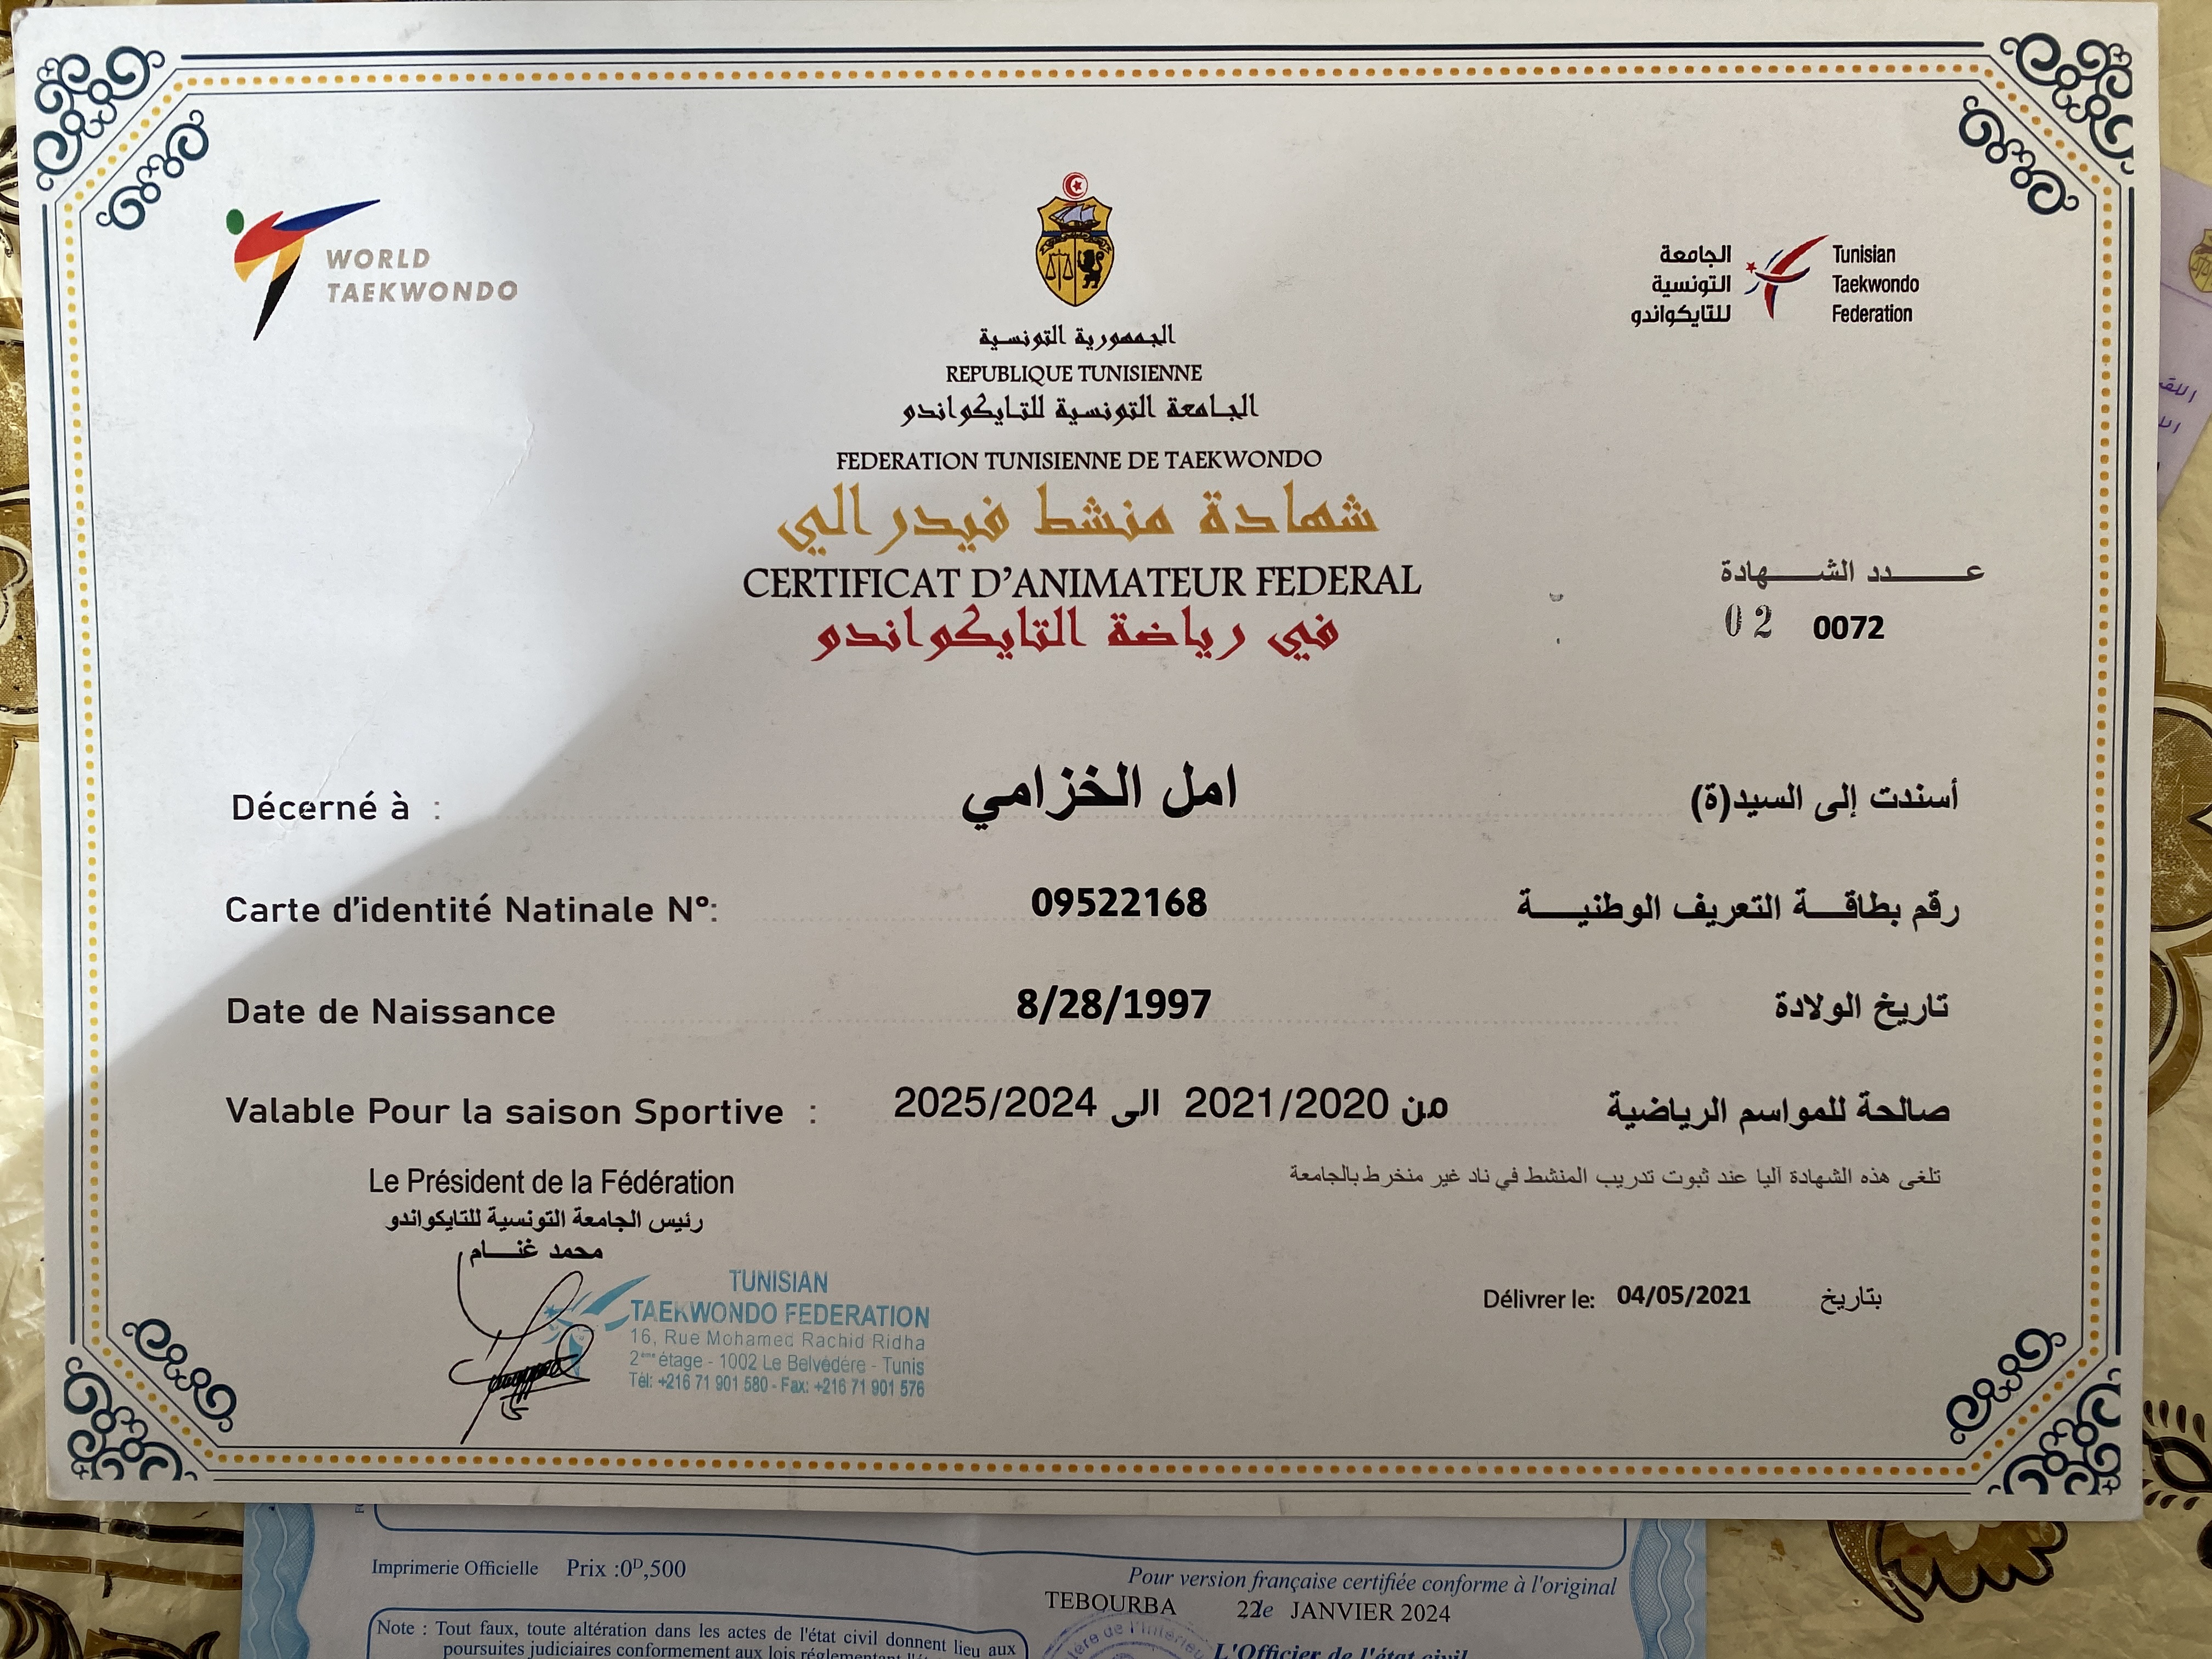 WORLD
TAEKWONDO
الجامعة
التونسية
للتايكواندو
Tunisian
Taekwondo
Federation
الجمهورية التونسية
REPUBLIQUE TUNISIENNE
الجامعة التونسية للتايكواندو
FEDERATION TUNISIENNE DE TAEKWONDO
شهادة منشط فيدرالي
CERTIFICAT D'ANIMATEUR FEDERAL
في رياضة التايكواندو
عدد الشهادة
02 0072
Décerné à : امل الخزامي أسندت إلى السيد(ة)
Carte d'identité Natinale N°: 09522168 رقم بطاقة التعريف الوطنية
Date de Naissance 8/28/1997 تاريخ الولادة
Valable Pour la saison Sportive : من 2021/2020 الى 2025/2024 صالحة للمواسم الرياضية
تلغى هذه الشهادة آليا عند ثبوت تدريب المنشط في ناد غير منخرط بالجامعة
Le Président de la Fédération
رئيس الجامعة التونسية للتايكواندو
محمد غنام
TUNISIAN
TAEKWONDO FEDERATION
16, Rue Mohamed Rachid Ridha
2ème étage - 1002 Le Belvédére - Tunis
Tél: +216 71 901 580 - Fax: +216 71 901 576
Délivrer le: 04/05/2021 بتاريخ
Imprimerie Officielle Prix :0D,500
Pour version française certifiée conforme à l'original
TEBOURBA 22 le JANVIER 2024
Note : Tout faux, toute altération dans les actes de l'état civil donnent lieu aux
poursuites judiciaires conformement aux lois
L'Officier de l'état civil